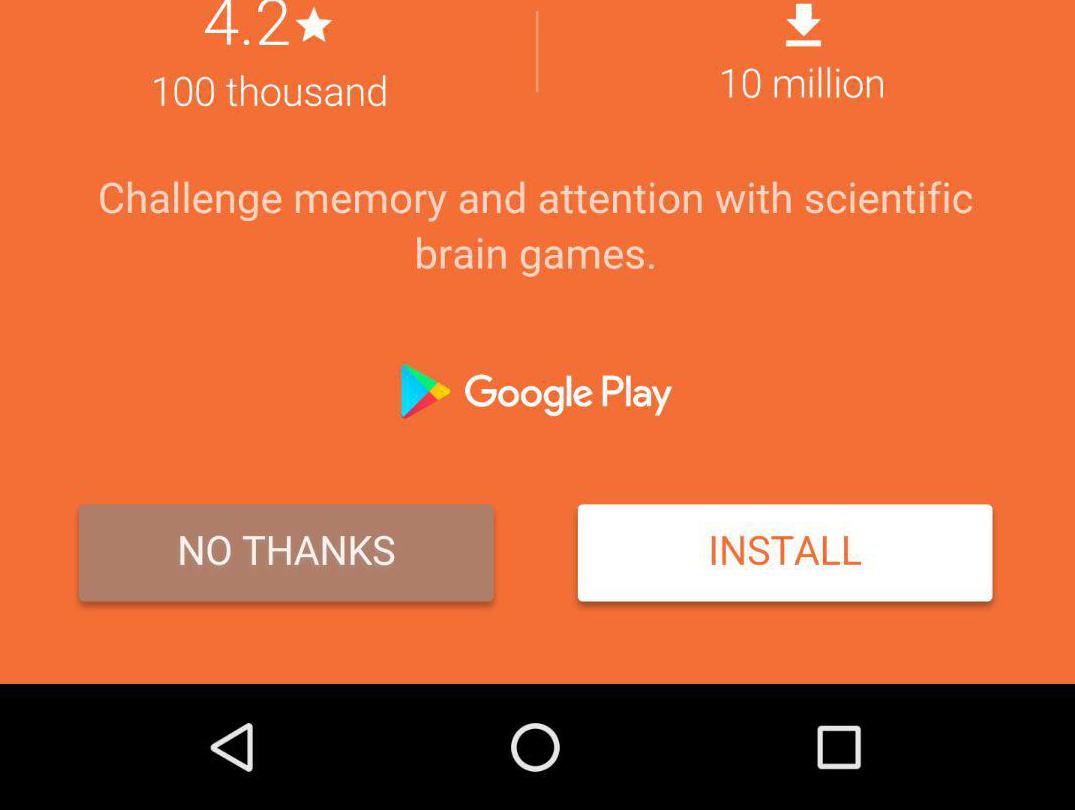 4.2★
100 thousand
10 million
Challenge memory and attention with scientific
brain games.
Google Play
NO THANKS
INSTALL